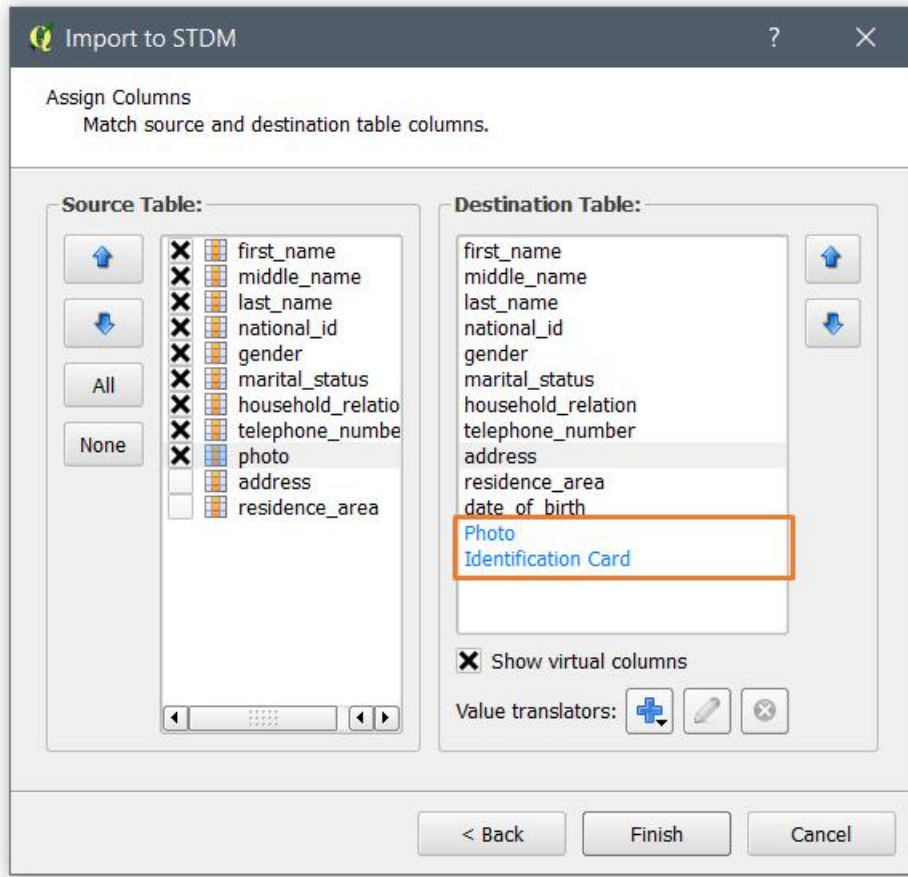 Import to STDM
?
Assign Columns
Match source and destination table columns.
Source Table:
All
None
first_name
middle_name
last_name
national_id
gender
marital_status
household_relatio
telephone_numbe
photo
address
residence_area
Destination Table:
first_name
middle_name
last_name
national_id
gender
marital_status
household_relation
telephone_number
address
residence_area
date_of_birth
Photo
Identification Card
Show virtual columns
Value translators:
< Back
Finish
Cancel